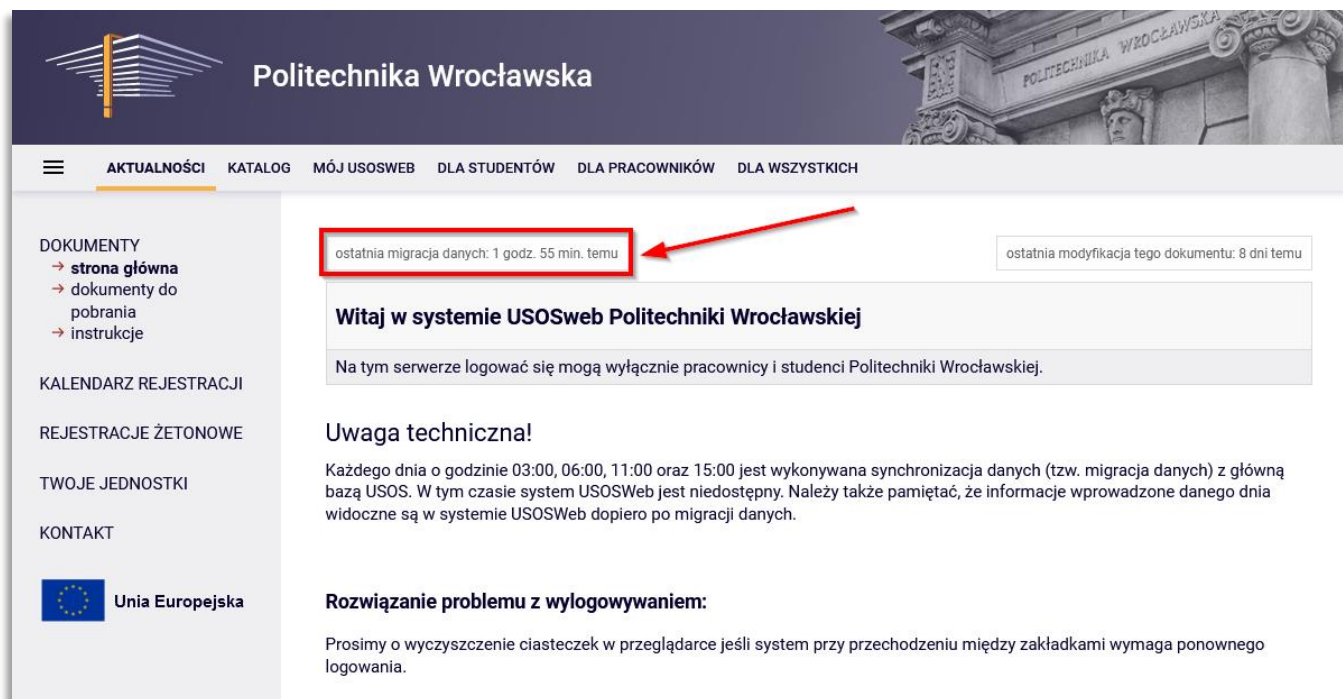 Politechnika Wrocławska
POLITECHNIKA WROCŁAWSKA
AKTUALNOŚCI KATALOG MÓJ USOSWEB DLA STUDENTÓW DLA PRACOWNIKÓW DLA WSZYSTKICH
DOKUMENTY
→ strona główna
→ dokumenty do
pobrania
→ instrukcje
KALENDARZ REJESTRACJI
REJESTRACJE ŻETONOWE
TWOJE JEDNOSTKI
KONTAKT
Unia Europejska
ostatnia migracja danych: 1 godz. 55 min. temu
ostatnia modyfikacja tego dokumentu: 8 dni temu
Witaj w systemie USOSweb Politechniki Wrocławskiej
Na tym serwerze logować się mogą wyłącznie pracownicy i studenci Politechniki Wrocławskiej.
Uwaga techniczna!
Każdego dnia o godzinie 03:00, 06:00, 11:00 oraz 15:00 jest wykonywana synchronizacja danych (tzw. migracja danych) z główną
bazą USOS. W tym czasie system USOSWeb jest niedostępny. Należy także pamiętać, że informacje wprowadzone danego dnia
widoczne są w systemie USOSWeb dopiero po migracji danych.
Rozwiązanie problemu z wylogowywaniem:
Prosimy o wyczyszczenie ciasteczek w przeglądarce jeśli system przy przechodzeniu między zakładkami wymaga ponownego
logowania.